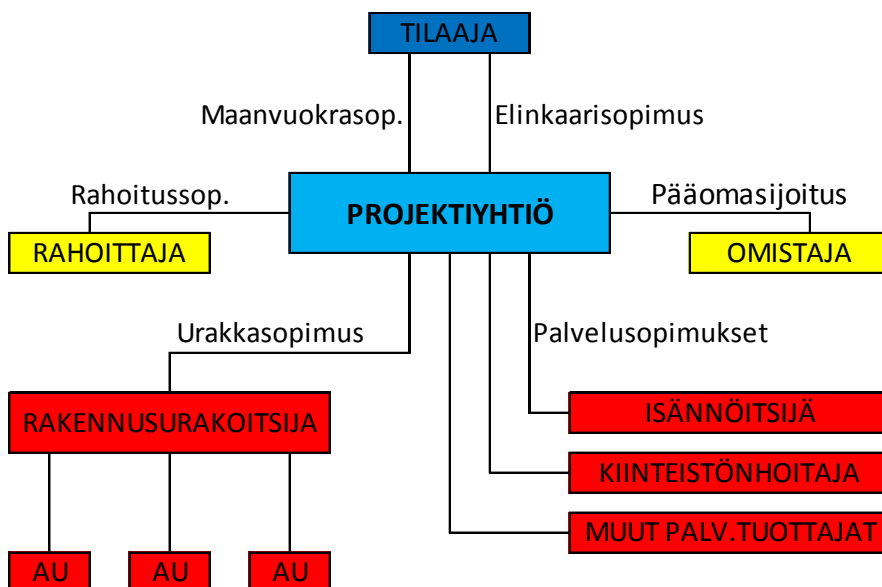 TILAAJA
Maanvuokrasop.
Elinkaarisopimus
Rahoitussop.
PROJEKTIYHTIÖ
Pääomasijoitus
RAHOITTAJA
OMISTAJA
Urakkasopimus
Palvelusopimukset
RAKENNUSURAKOITSIJA
ISÄNNÖITSIJÄ
KIINTEISTÖNHOITAJA
MUUT PALV.TUOTTAJAT
AU
AU
AU